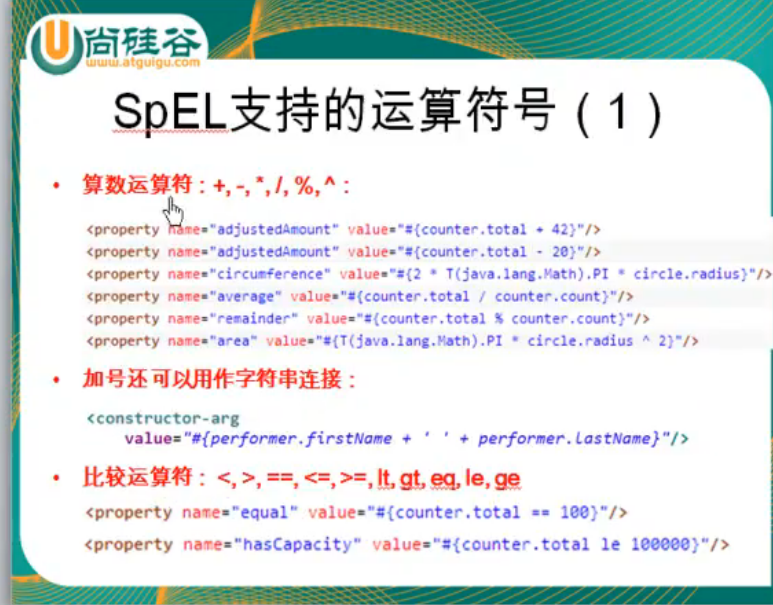 尚硅谷
www.atguigu.com
SpEL支持的运算符号（1）
• 算数运算符：+, -, *, /, %, ^：
<property name="adjustedAmount" value="#{counter.total + 42}"/>
<property name="adjustedAmount" value="#{counter.total - 20}"/>
<property name="circumference" value="#{2 * T(java.lang.Math).PI * circle.radius}"/>
<property name="average" value="#{counter.total / counter.count}"/>
<property name="remainder" value="#{counter.total % counter.count}"/>
<property name="area" value="#{T(java.lang.Math).PI * circle.radius ^ 2}"/>
• 加号还可以用作字符串连接：
<constructor-arg
value="#{performer.firstName + ' ' + performer.lastName}"/>
• 比较运算符： <, >, ==, <=, >=, lt, gt, eq, le, ge
<property name="equal" value="#{counter.total == 100}"/>
<property name="hasCapacity" value="#{counter.total le 100000}"/>